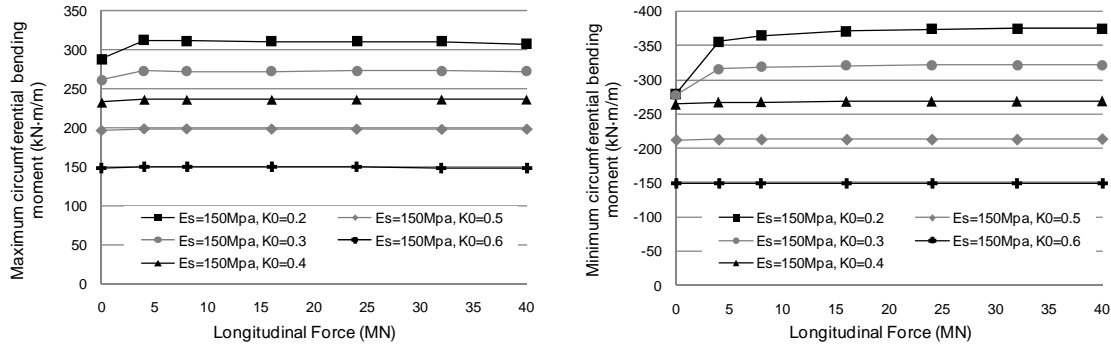 Maximum circumferential bending
moment (kN·m/m)
350
300
250
200
150
100
50
0
0 5 10 15 20 25 30 35 40
Longitudinal Force (MN)
Es=150Mpa, K0=0.2
Es=150Mpa, K0=0.5
Es=150Mpa, K0=0.3
Es=150Mpa, K0=0.6
Es=150Mpa, K0=0.4
Minimum circumferential bending
moment (kN·m/m)
-400
-350
-300
-250
-200
-150
-100
-50
0
0 5 10 15 20 25 30 35 40
Longitudinal Force (MN)
Es=150Mpa, K0=0.2
Es=150Mpa, K0=0.5
Es=150Mpa, K0=0.3
Es=150Mpa, K0=0.6
Es=150Mpa, K0=0.4